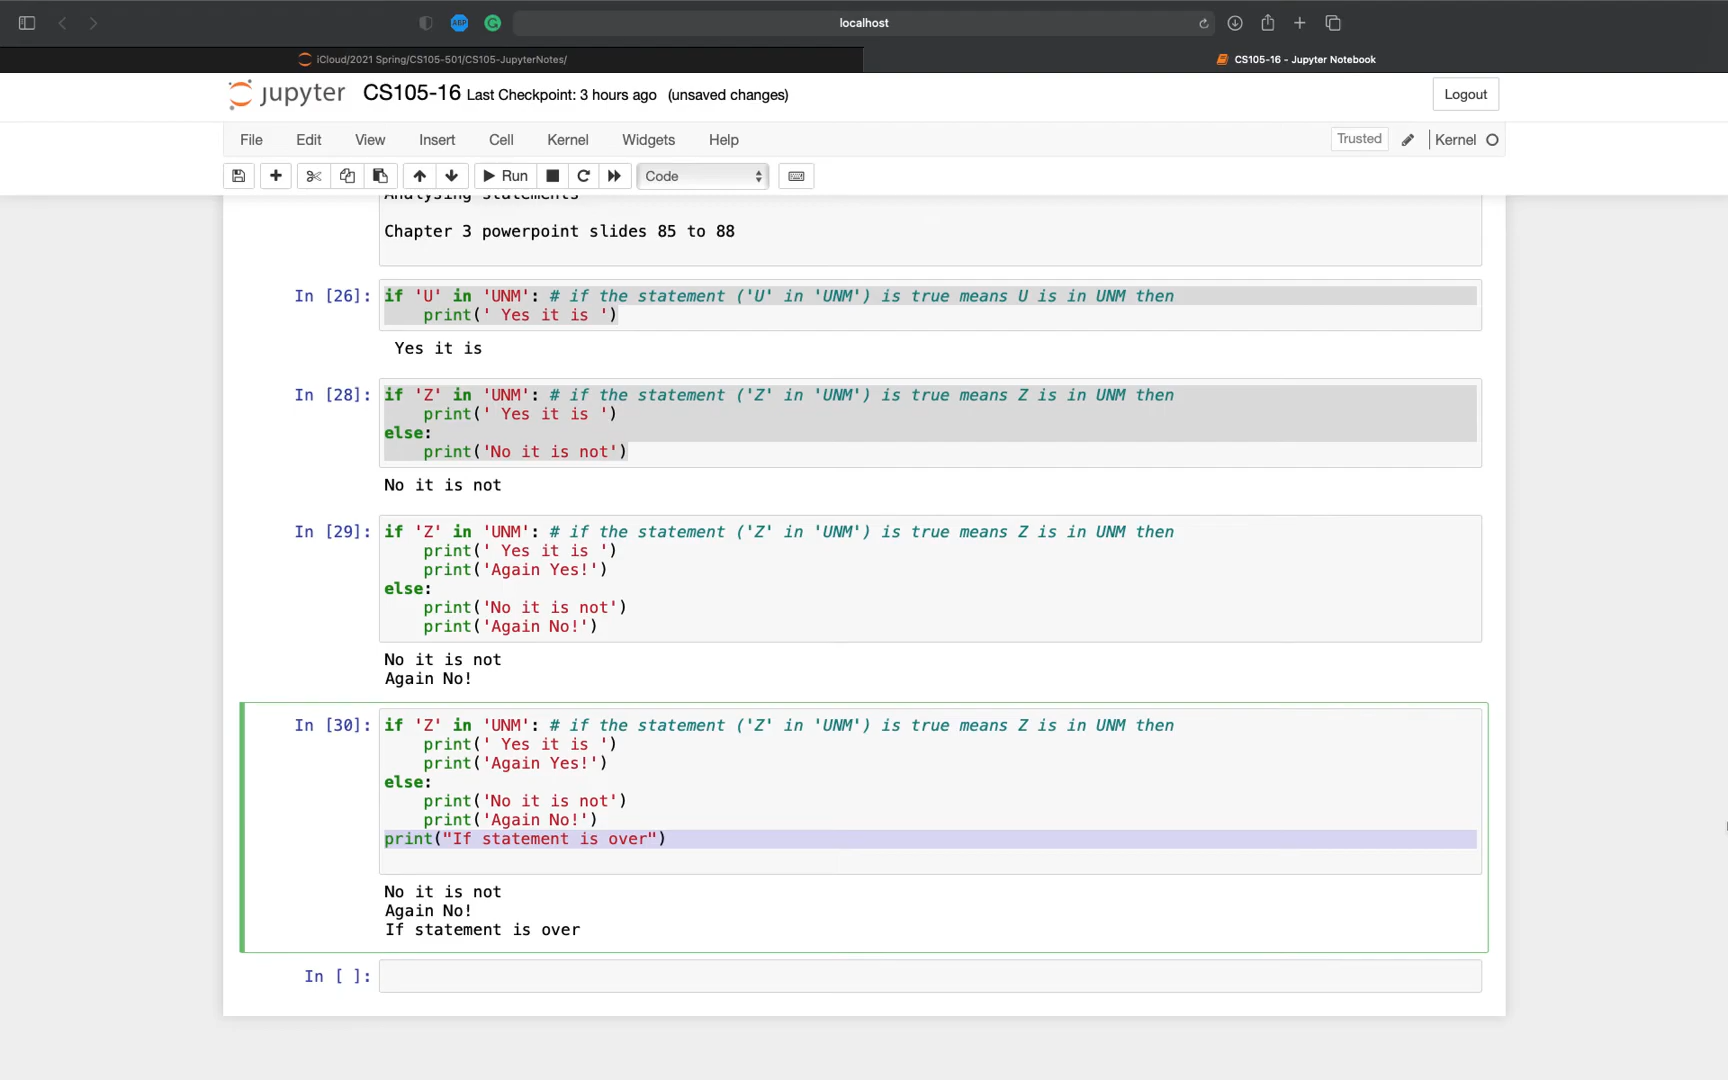 localhost
ABP
iCloud/2021 Spring/CS105-501/CS105-JupyterNotes/
CS105-16 - Jupyter Notebook
jupyter CS105-16 Last Checkpoint: 3 hours ago (unsaved changes)
Logout
File Edit View Insert Cell Kernel Widgets Help
Trusted Kernel
Run Code
Analysing statements
Chapter 3 powerpoint slides 85 to 88
In [26]: if 'U' in 'UNM': # if the statement ('U' in 'UNM') is true means U is in UNM then
print(' Yes it is ')
Yes it is
In [28]: if 'Z' in 'UNM': # if the statement ('Z' in 'UNM') is true means Z is in UNM then
print(' Yes it is ')
else:
print('No it is not')
No it is not
In [29]: if 'Z' in 'UNM': # if the statement ('Z' in 'UNM') is true means Z is in UNM then
print(' Yes it is ')
print('Again Yes!')
else:
print('No it is not')
print('Again No!')
No it is not
Again No!
In [30]: if 'Z' in 'UNM': # if the statement ('Z' in 'UNM') is true means Z is in UNM then
print(' Yes it is ')
print('Again Yes!')
else:
print('No it is not')
print('Again No!')
print("If statement is over")
No it is not
Again No!
If statement is over
In [ ]: